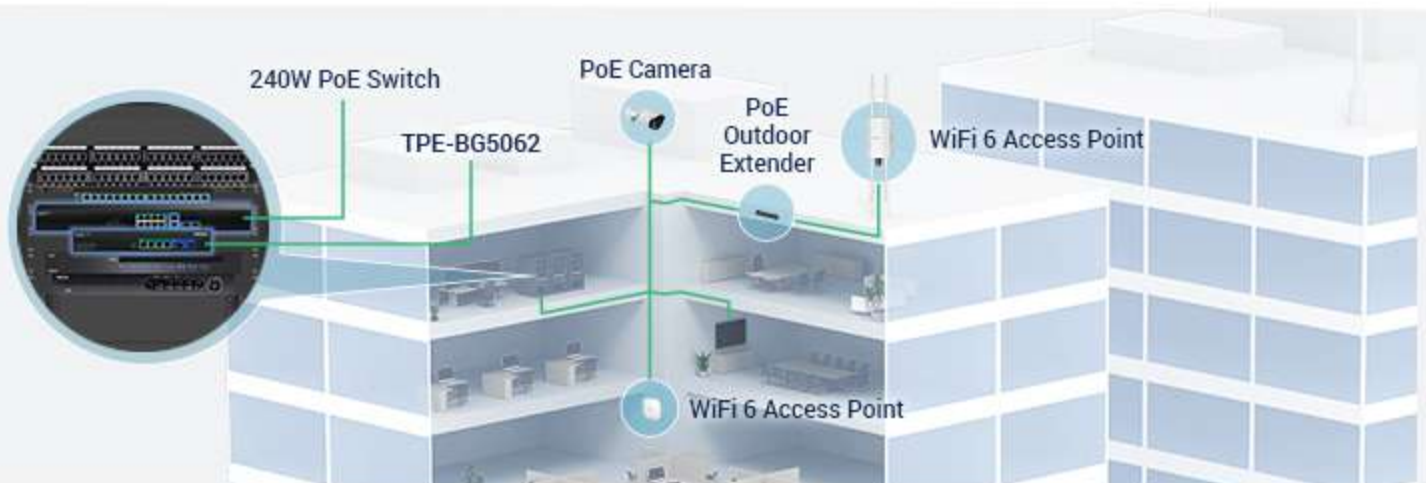 240W PoE Switch
TPE-BG5062
PoE Camera
PoE
Outdoor
Extender
WiFi 6 Access Point
WiFi 6 Access Point